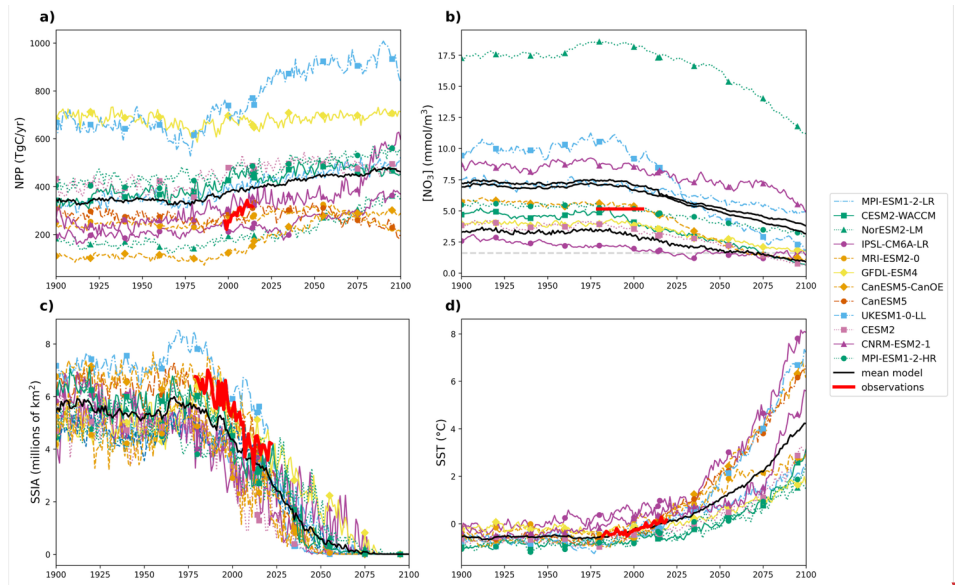 a)
NPP (TgC/yr)
1000
800
600
400
200
1900 1925 1950 1975 2000 2025 2050 2075 2100
b)
[NO₃] (mmol/m³)
17.5
15.0
12.5
10.0
7.5
5.0
2.5
0.0
1900 1925 1950 1975 2000 2025 2050 2075 2100
c)
SSIA (millions of km²)
8
6
4
2
0
1900 1925 1950 1975 2000 2025 2050 2075 2100
d)
SST (°C)
8
6
4
2
0
1900 1925 1950 1975 2000 2025 2050 2075 2100
MPI-ESM1-2-LR
CESM2-WACCM
NorESM2-LM
IPSL-CM6A-LR
MRI-ESM2-0
GFDL-ESM4
CanESM5-CanOE
CanESM5
UKESM1-0-LL
CESM2
CNRM-ESM2-1
MPI-ESM1-2-HR
mean model
observations